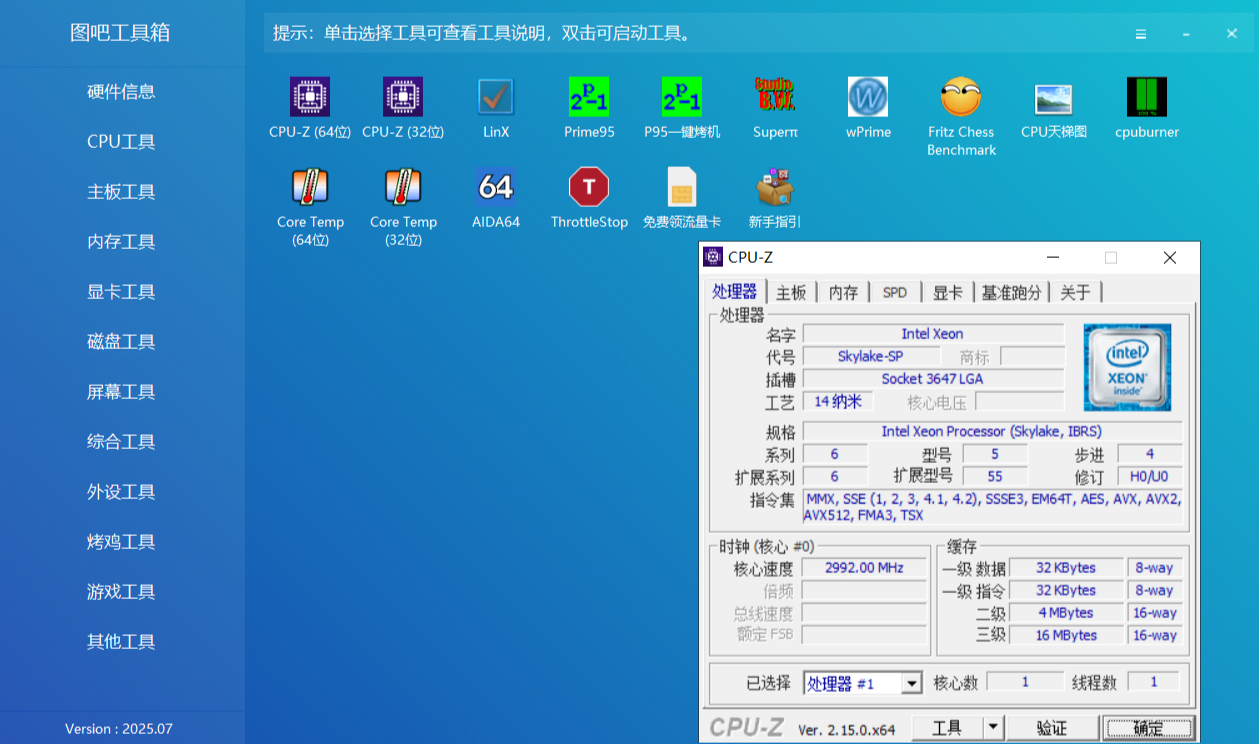 图吧工具箱
提示：单击选择工具可查看工具说明，双击可启动工具。
硬件信息
CPU工具
主板工具
内存工具
显卡工具
磁盘工具
屏幕工具
综合工具
外设工具
烤鸡工具
游戏工具
其他工具
Version : 2025.07
CPU-Z (64位)
CPU-Z (32位)
LinX
2ᴾ-1
Prime95
2ᴾ-1
P95一键烤机
Studio
B.V.I.
Superπ
W
wPrime
Fritz Chess
Benchmark
CPU天梯图
cpuburner
Core Temp
(64位)
Core Temp
(32位)
64
AIDA64
T
ThrottleStop
免费领流量卡
新手指引
CPU-Z
处理器 主板 内存 SPD 显卡 基准跑分 关于
处理器
名字 Intel Xeon
代号 Skylake-SP 商标
插槽 Socket 3647 LGA
工艺 14 纳米 核心电压
intel
XEON
inside
规格 Intel Xeon Processor (Skylake, IBRS)
系列 6 型号 5 步进 4
扩展系列 6 扩展型号 55 修订 H0/U0
指令集 MMX, SSE (1, 2, 3, 4.1, 4.2), SSSE3, EM64T, AES, AVX, AVX2,
AVX512, FMA3, TSX
时钟 (核心 #0)
核心速度 2992.00 MHz
倍频
总线速度
额定 FSB
缓存
一级 数据 32 KBytes 8-way
一级 指令 32 KBytes 8-way
二级 4 MBytes 16-way
三级 16 MBytes 16-way
已选择 处理器 #1 核心数 1 线程数 1
CPU-Z Ver. 2.15.0.x64 工具 验证 确定